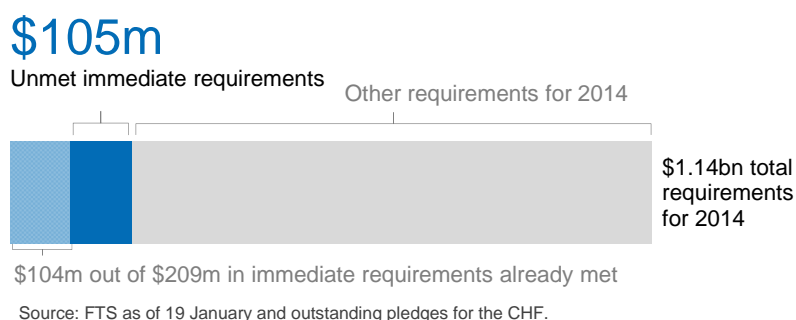 $105m
Unmet immediate requirements
Other requirements for 2014
$1.14bn total
requirements
for 2014
$104m out of $209m in immediate requirements already met
Source: FTS as of 19 January and outstanding pledges for the CHF.